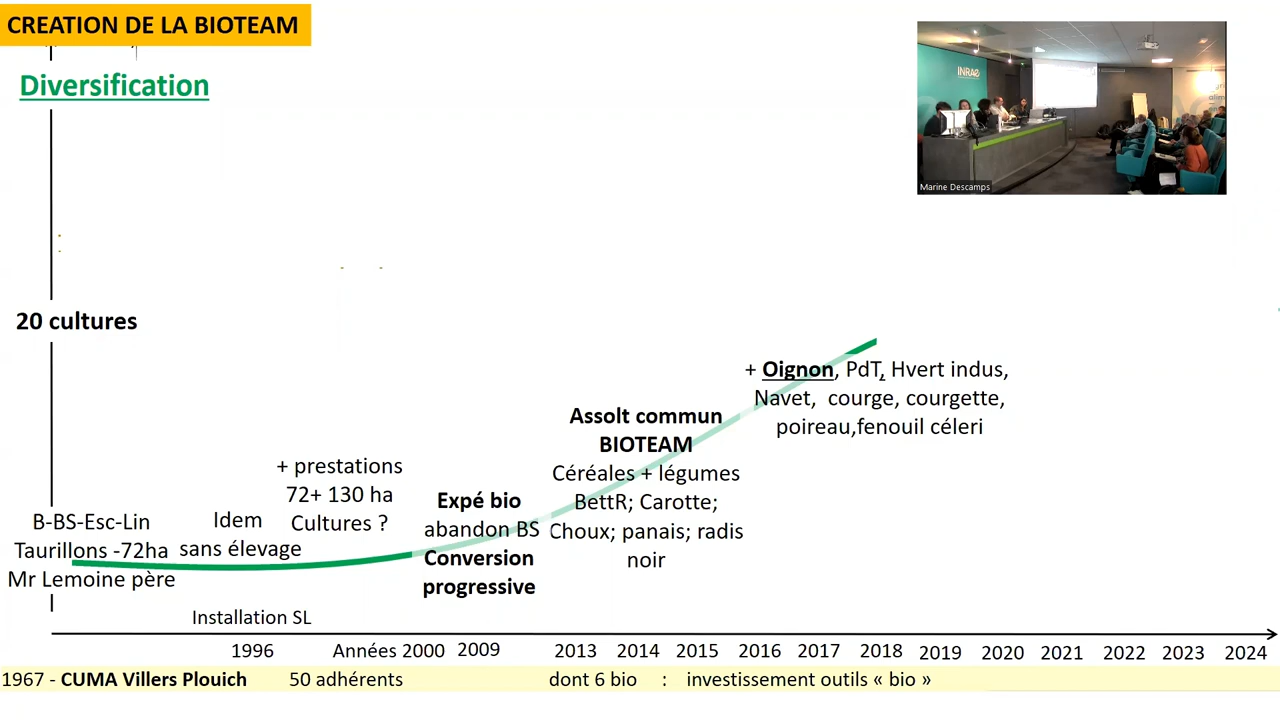 CREATION DE LA BIOTEAM
Diversification
INRAE
Marine Descamps
20 cultures
+ Oignon, PdT, Hvert indus,
Navet, courge, courgette,
poireau,fenouil céleri
Assolt commun
BIOTEAM
Céréales + légumes
BettR; Carotte;
Choux; panais; radis
noir
+ prestations
72+ 130 ha
Cultures ?
Expé bio
abandon BS
Conversion
progressive
Idem
sans élevage
B-BS-Esc-Lin
Taurillons -72ha
Mr Lemoine père
Installation SL
1996 Années 2000 2009 2013 2014 2015 2016 2017 2018 2019 2020 2021 2022 2023 2024
1967 - CUMA Villers Plouich 50 adhérents dont 6 bio : investissement outils « bio »